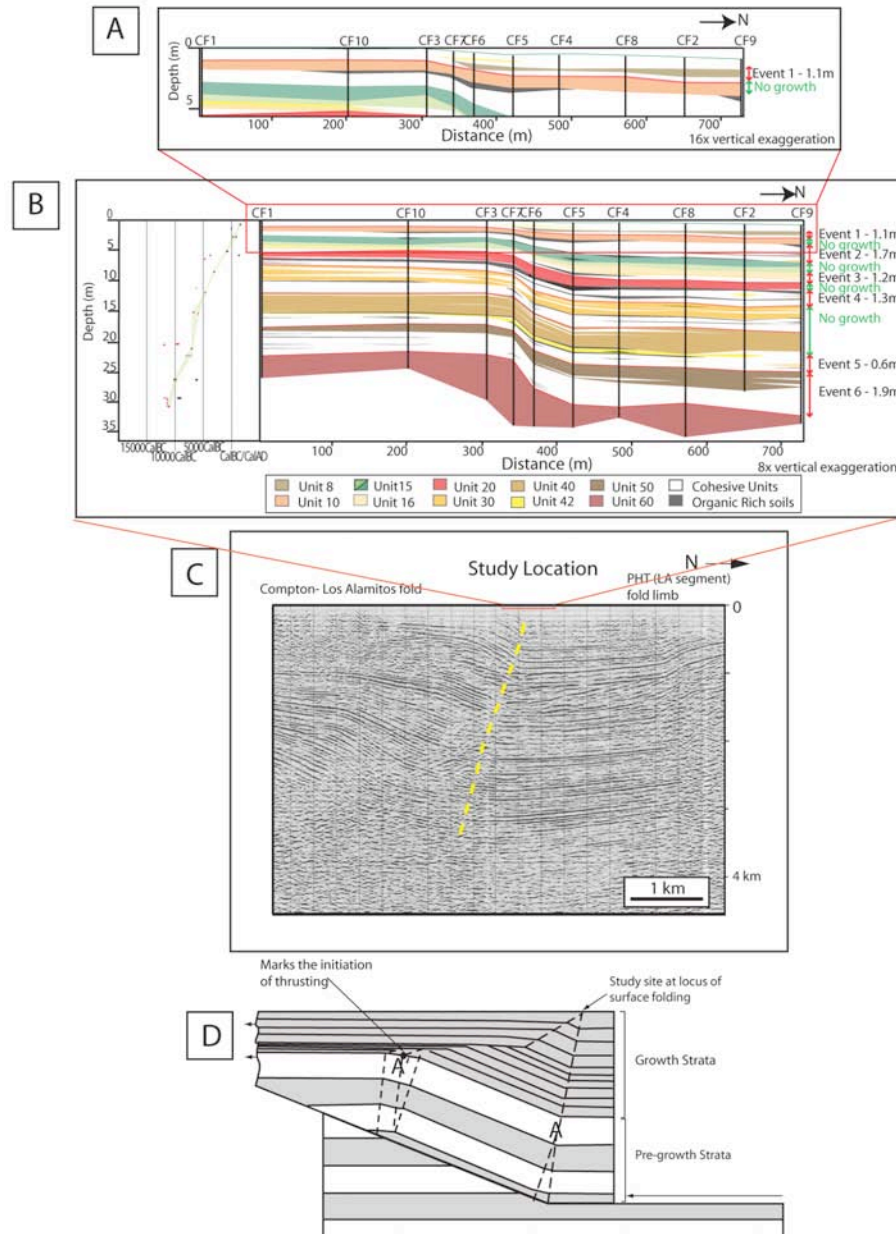 A
N
CF1 CF10 CF3 CF7 CF6 CF5 CF4 CF8 CF2 CF9
0
5
Depth (m)
Event 1 - 1.1m
No growth
100 200 300 400 500 600 700
Distance (m)
16x vertical exaggeration
B
N
CF1 CF10 CF3 CF7 CF6 CF5 CF4 CF8 CF2 CF9
0
5
10
15
20
25
30
35
Depth (m)
Event 1 - 1.1m
No growth
Event 2 - 1.7m
No growth
Event 3 - 1.2m
No growth
Event 4 - 1.3m
No growth
Event 5 - 0.6m
Event 6 - 1.9m
15000CalBC 10000CalBC 5000CalBC CalBC/CalAD
100 200 300 400 500 600 700
Distance (m)
8x vertical exaggeration
Unit 8 Unit15 Unit 20 Unit 40 Unit 50 Cohesive Units
Unit 10 Unit 16 Unit 30 Unit 42 Unit 60 Organic Rich soils
C
Study Location
N
Compton- Los Alamitos fold
PHT (LA segment)
fold limb
0
4 km
1 km
Marks the initiation
of thrusting
Study site at locus of
surface folding
D
A
A
Growth Strata
Pre-growth Strata